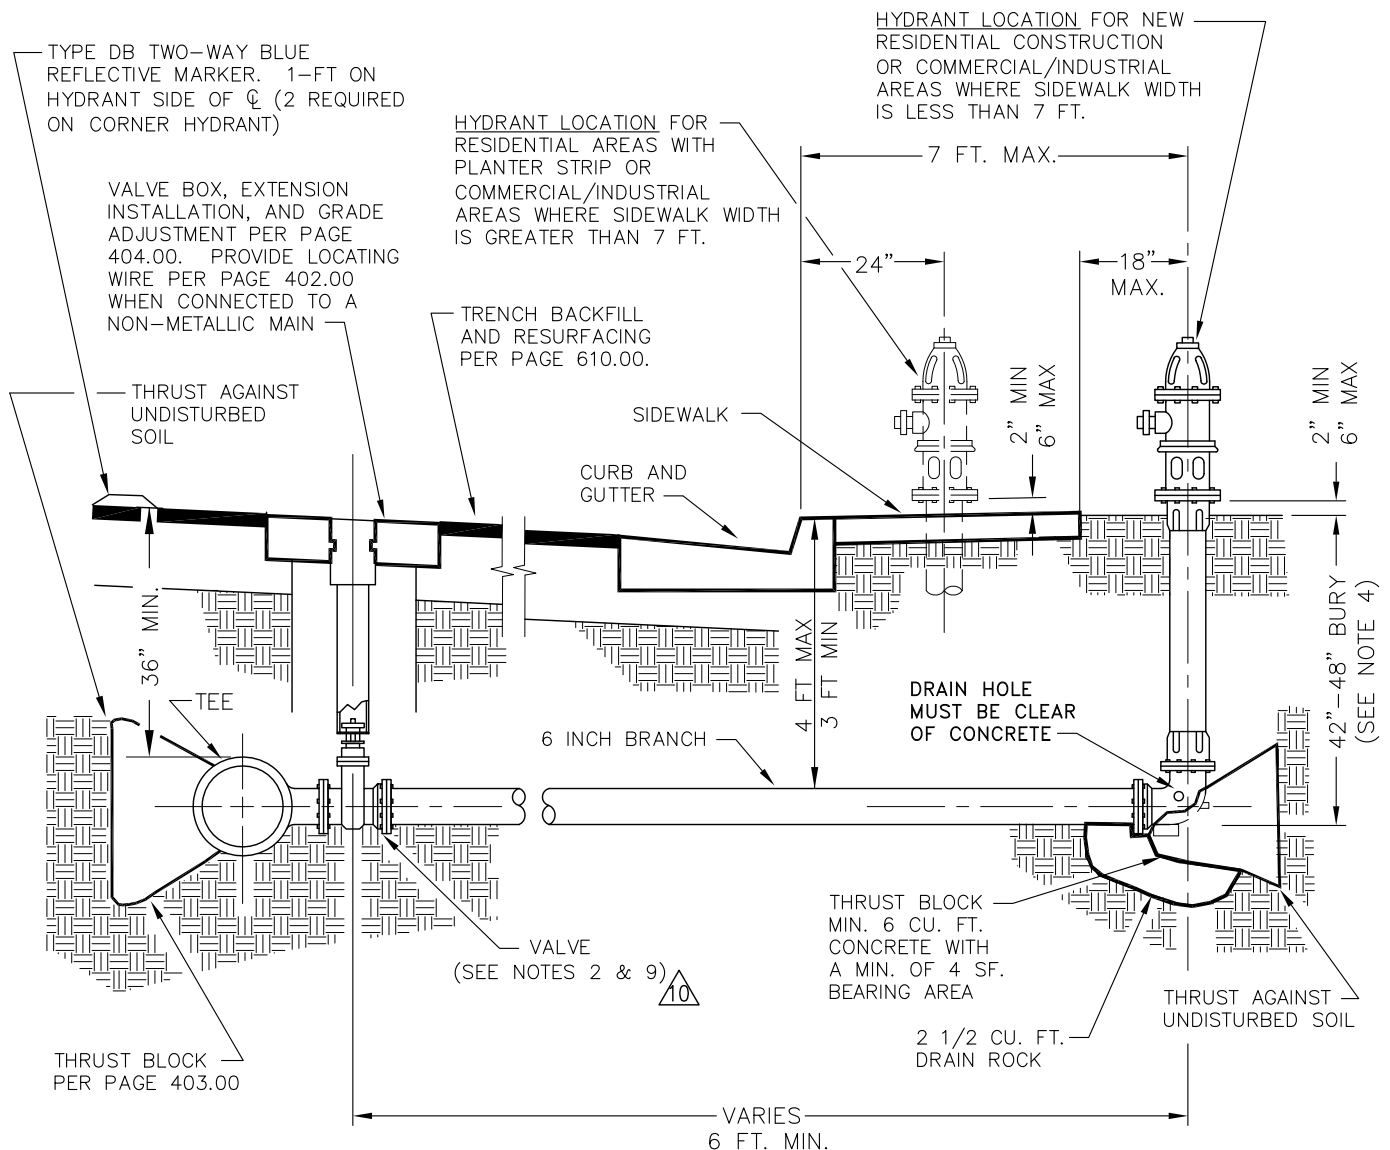 HYDRANT LOCATION FOR NEW
RESIDENTIAL CONSTRUCTION
OR COMMERCIAL/INDUSTRIAL
AREAS WHERE SIDEWALK WIDTH
IS LESS THAN 7 FT.
TYPE DB TWO-WAY BLUE
REFLECTIVE MARKER. 1-FT ON
HYDRANT SIDE OF ℄ (2 REQUIRED
ON CORNER HYDRANT)
HYDRANT LOCATION FOR
RESIDENTIAL AREAS WITH
PLANTER STRIP OR
COMMERCIAL/INDUSTRIAL
AREAS WHERE SIDEWALK WIDTH
IS GREATER THAN 7 FT.
7 FT. MAX.
VALVE BOX, EXTENSION
INSTALLATION, AND GRADE
ADJUSTMENT PER PAGE
404.00. PROVIDE LOCATING
WIRE PER PAGE 402.00
WHEN CONNECTED TO A
NON-METALLIC MAIN
24"
18"
MAX.
TRENCH BACKFILL
AND RESURFACING
PER PAGE 610.00.
THRUST AGAINST
UNDISTURBED
SOIL
SIDEWALK
2" MIN
6" MAX
2" MIN
6" MAX
CURB AND
GUTTER
36" MIN.
TEE
4 FT MAX
3 FT MIN
42"-48" BURY
(SEE NOTE 4)
DRAIN HOLE
MUST BE CLEAR
OF CONCRETE
6 INCH BRANCH
VALVE
(SEE NOTES 2 & 9)
10
THRUST BLOCK
MIN. 6 CU. FT.
CONCRETE WITH
A MIN. OF 4 SF.
BEARING AREA
THRUST AGAINST
UNDISTURBED SOIL
2 1/2 CU. FT.
DRAIN ROCK
THRUST BLOCK
PER PAGE 403.00
VARIES
6 FT. MIN.